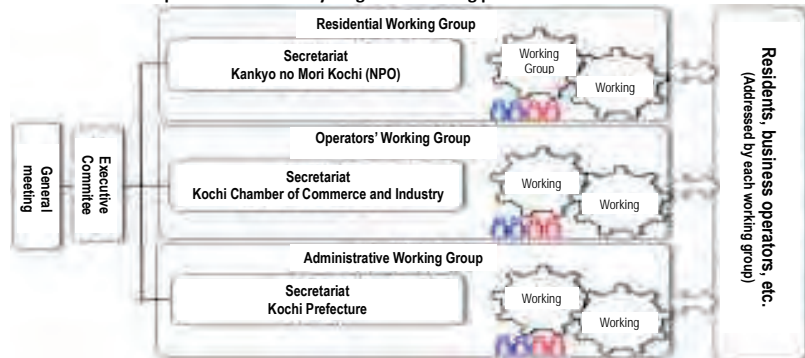 Residential Working Group
Secretariat
Kankyo no Mori Kochi (NPO)
Working
Group
Working
Operators' Working Group
Secretariat
Kochi Chamber of Commerce and Industry
Working
Working
Administrative Working Group
Secretariat
Kochi Prefecture
Working
Working
General
meeting
Executive
Commitee
Residents, business operators, etc.
(Addressed by each working group)